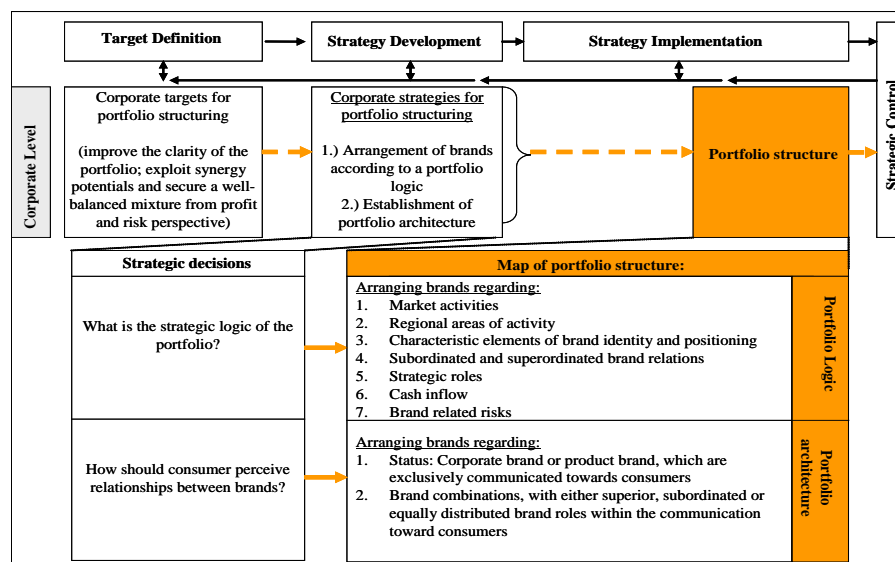 Target Definition
Strategy Development
Strategy Implementation
Strategic Control
Corporate Level
Corporate targets for
portfolio structuring
(improve the clarity of the
portfolio; exploit synergy
potentials and secure a well-
balanced mixture from profit
and risk perspective)
Corporate strategies for
portfolio structuring
1.) Arrangement of brands
according to a portfolio
logic
2.) Establishment of
portfolio architecture
Portfolio structure
Strategic decisions
Map of portfolio structure:
What is the strategic logic of the
portfolio?
Arranging brands regarding:
1. Market activities
2. Regional areas of activity
3. Characteristic elements of brand identity and positioning
4. Subordinated and superordinated brand relations
5. Strategic roles
6. Cash inflow
7. Brand related risks
Portfolio Logic
How should consumer perceive
relationships between brands?
Arranging brands regarding:
1. Status: Corporate brand or product brand, which are
exclusively communicated towards consumers
2. Brand combinations, with either superior, subordinated or
equally distributed brand roles within the communication
toward consumers
Portfolio
architecture